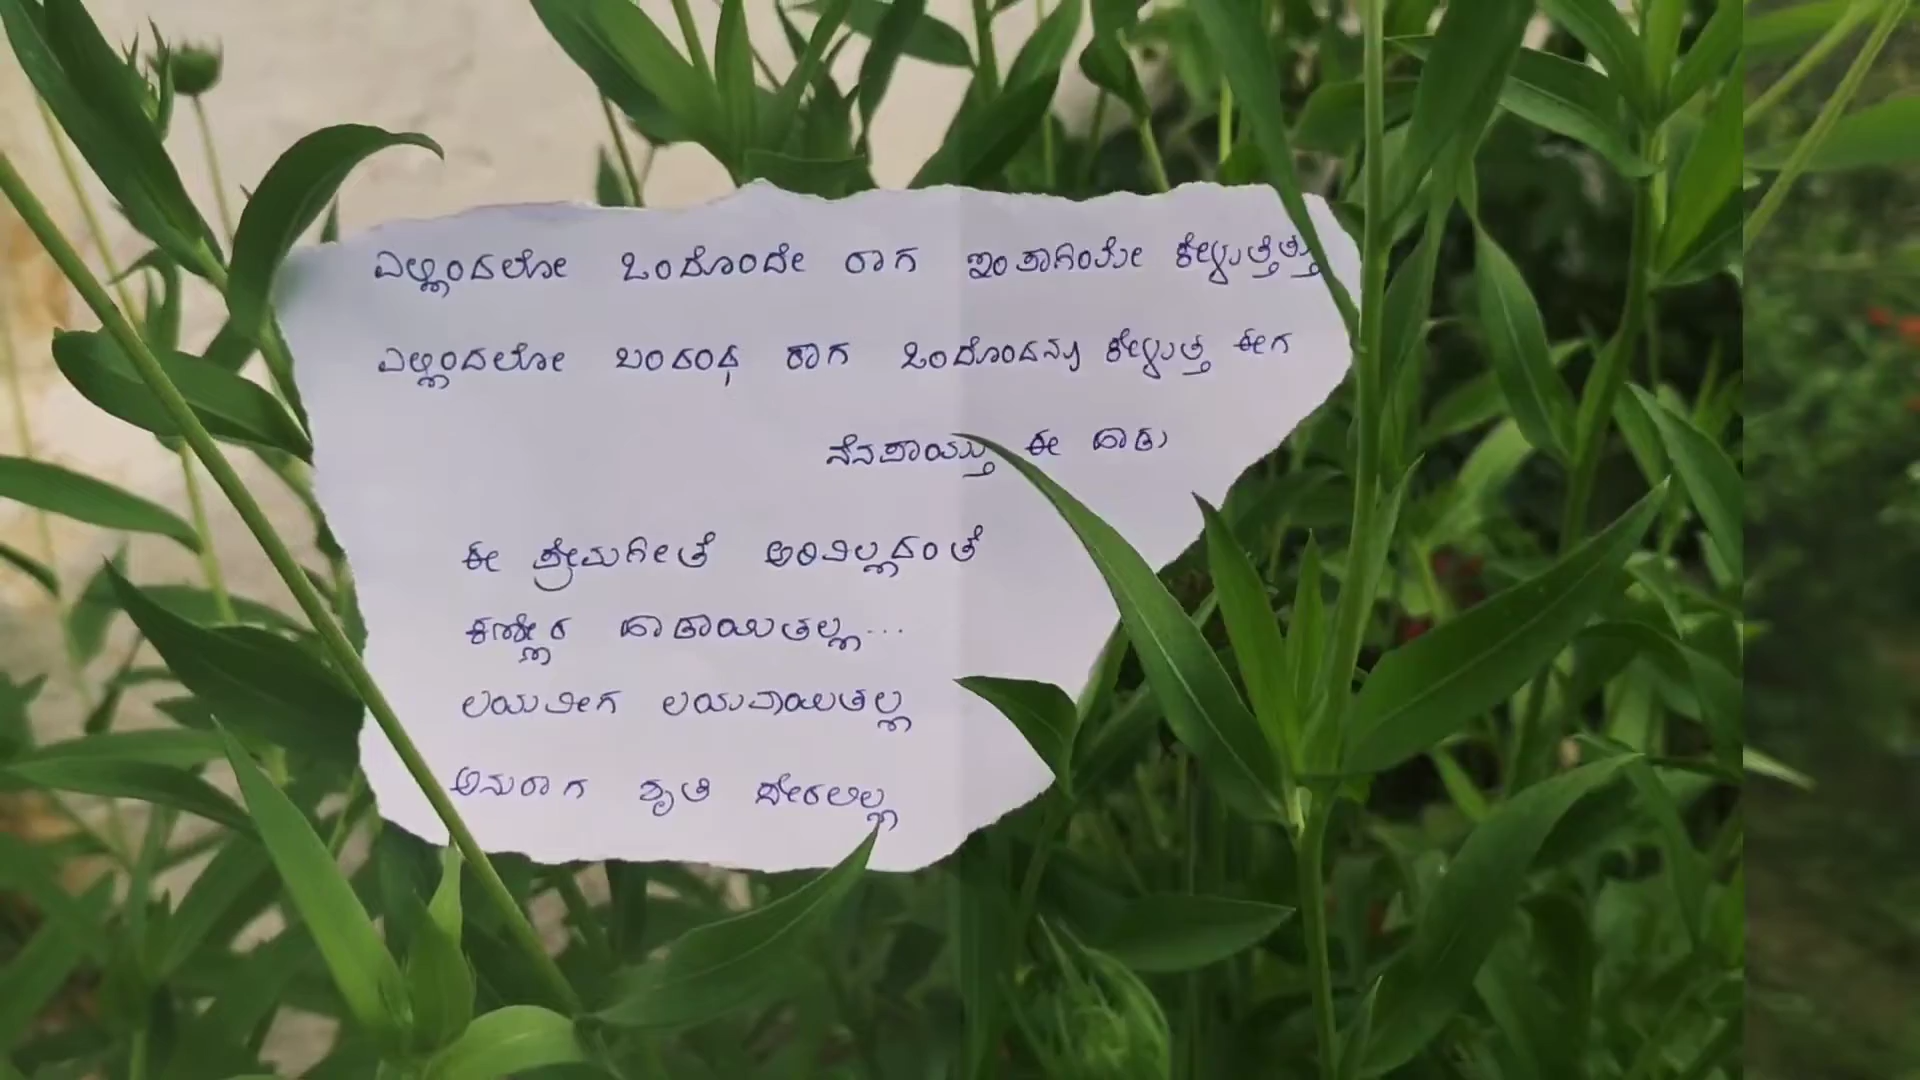 ಎಲ್ಲಿಂದಲೋ ಒಂದೊಂದೇ ರಾಗ ಇಂಪಾಗಿಂತೇ ಕೇಳುತ್ತಿತ್ತು
ಎಲ್ಲಿಂದಲೋ ಬಂದಂಥ ರಾಗ ಒಂದೊಂದನ್ನು ಕೇಳುತ್ತ ಈಗ
ನೆನಪಾಯ್ತು ಈ ಹಾಡು
ಈ ಪ್ರೇಮಗೀತೆ ಅರಿವಿಲ್ಲದಂತೆ
ಕಣ್ಣೀರ ಹಾಡಾಯಿತಲ್ಲ...
ಲಯವೀಗ ಲಯವಾಯಿತಲ್ಲ
ಅನುರಾಗ ಶೃತಿ ಸೇರಲಿಲ್ಲ